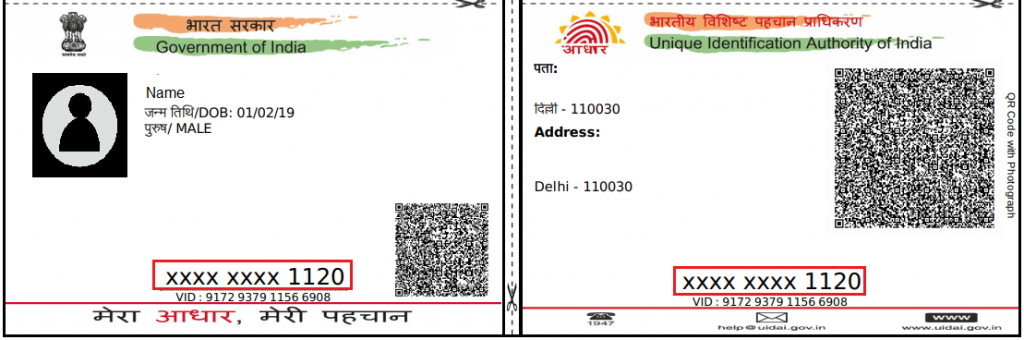 भारत सरकार
Government of India
Name
जन्म तिथि/DOB: 01/02/19
पुरुष/ MALE
xxxx xxxx 1120
VID : 9172 9379 1156 6908
मेरा आधार, मेरी पहचान
आधार
भारतीय विशिष्ट पहचान प्राधिकरण
Unique Identification Authority of India
पता:
दिल्ली - 110030
Address:
Delhi - 110030
QR Code with Photograph
xxxx xxxx 1120
VID : 9172 9379 1156 6908
1947
help@uidai.gov.in
www
www.uidai.gov.in